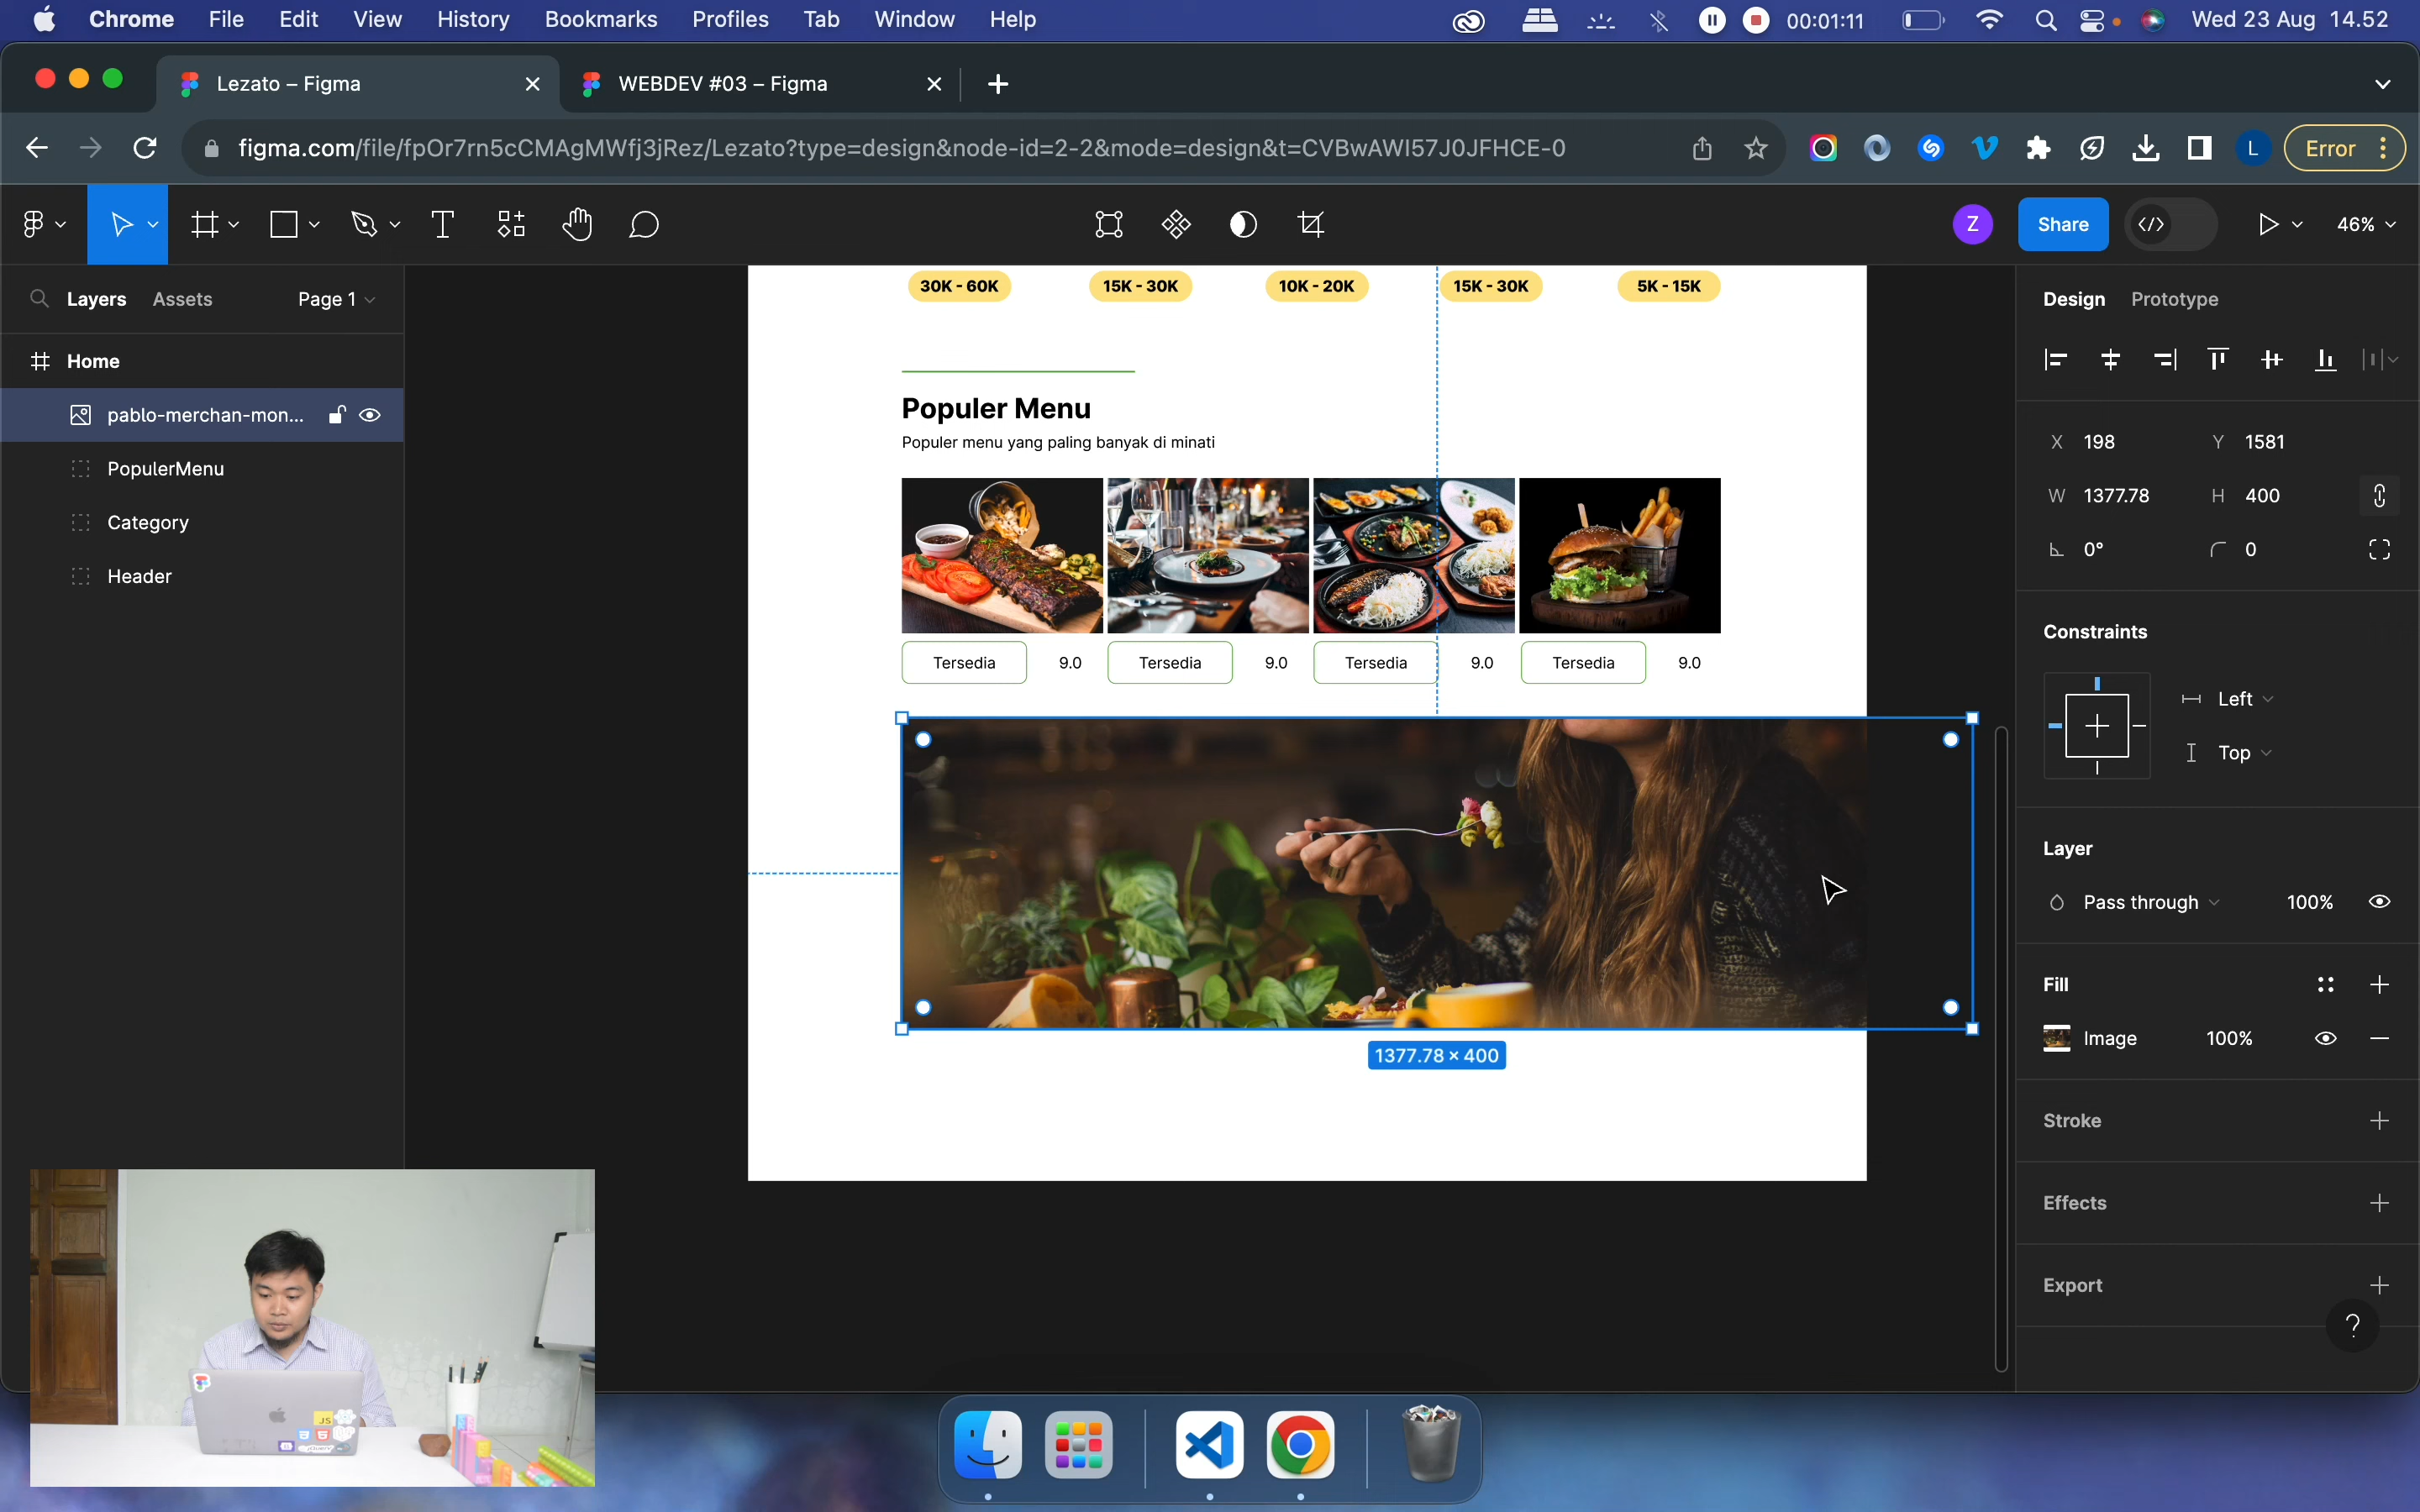 Chrome File Edit View History Bookmarks Profiles Tab Window Help 00:01:11 Wed 23 Aug 14.52
Lezato – Figma WEBDEV #03 – Figma
figma.com/file/fpOr7rn5cCMAgMWfj3jRez/Lezato?type=design&node-id=2-2&mode=design&t=CVBwAWI57J0JFHCE-0 L Error
T Z Share 46%
Layers Assets Page 1
Home
pablo-merchan-mon...
PopulerMenu
Category
Header
30K - 60K 15K - 30K 10K - 20K 15K - 30K 5K - 15K
Populer Menu
Populer menu yang paling banyak di minati
Tersedia 9.0 Tersedia 9.0 Tersedia 9.0 Tersedia 9.0
1377.78 × 400
Design Prototype
X 198 Y 1581
W 1377.78 H 400
0° 0
Constraints
Left
Top
Layer
Pass through 100%
Fill
Image 100%
Stroke
Effects
Export
?
JS